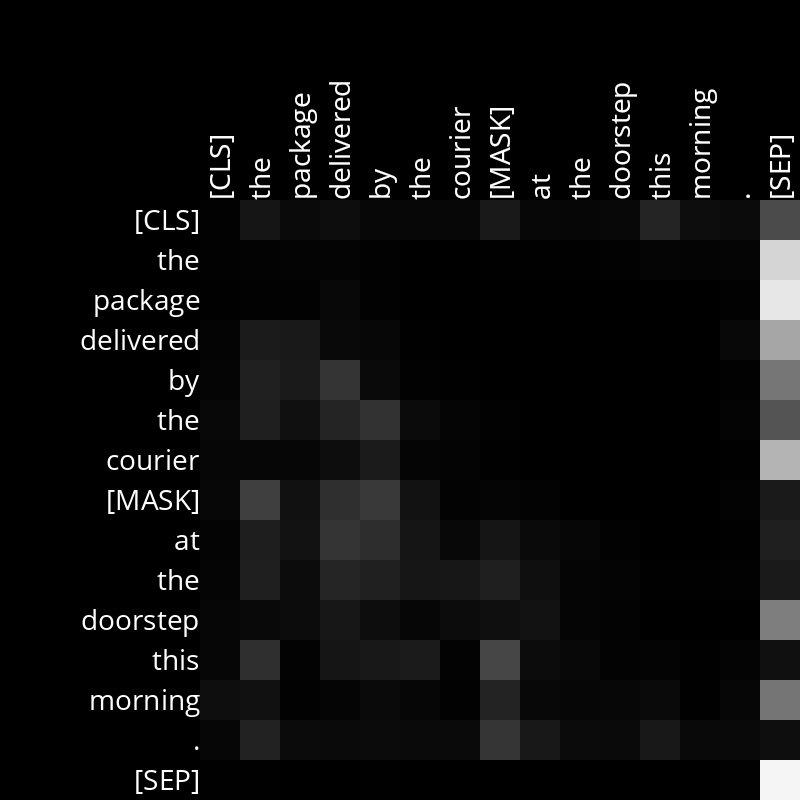 [CLS] the package delivered by the courier [MASK] at the doorstep this morning . [SEP]
[CLS]
the
package
delivered
by
the
courier
[MASK]
at
the
doorstep
this
morning
.
[SEP]